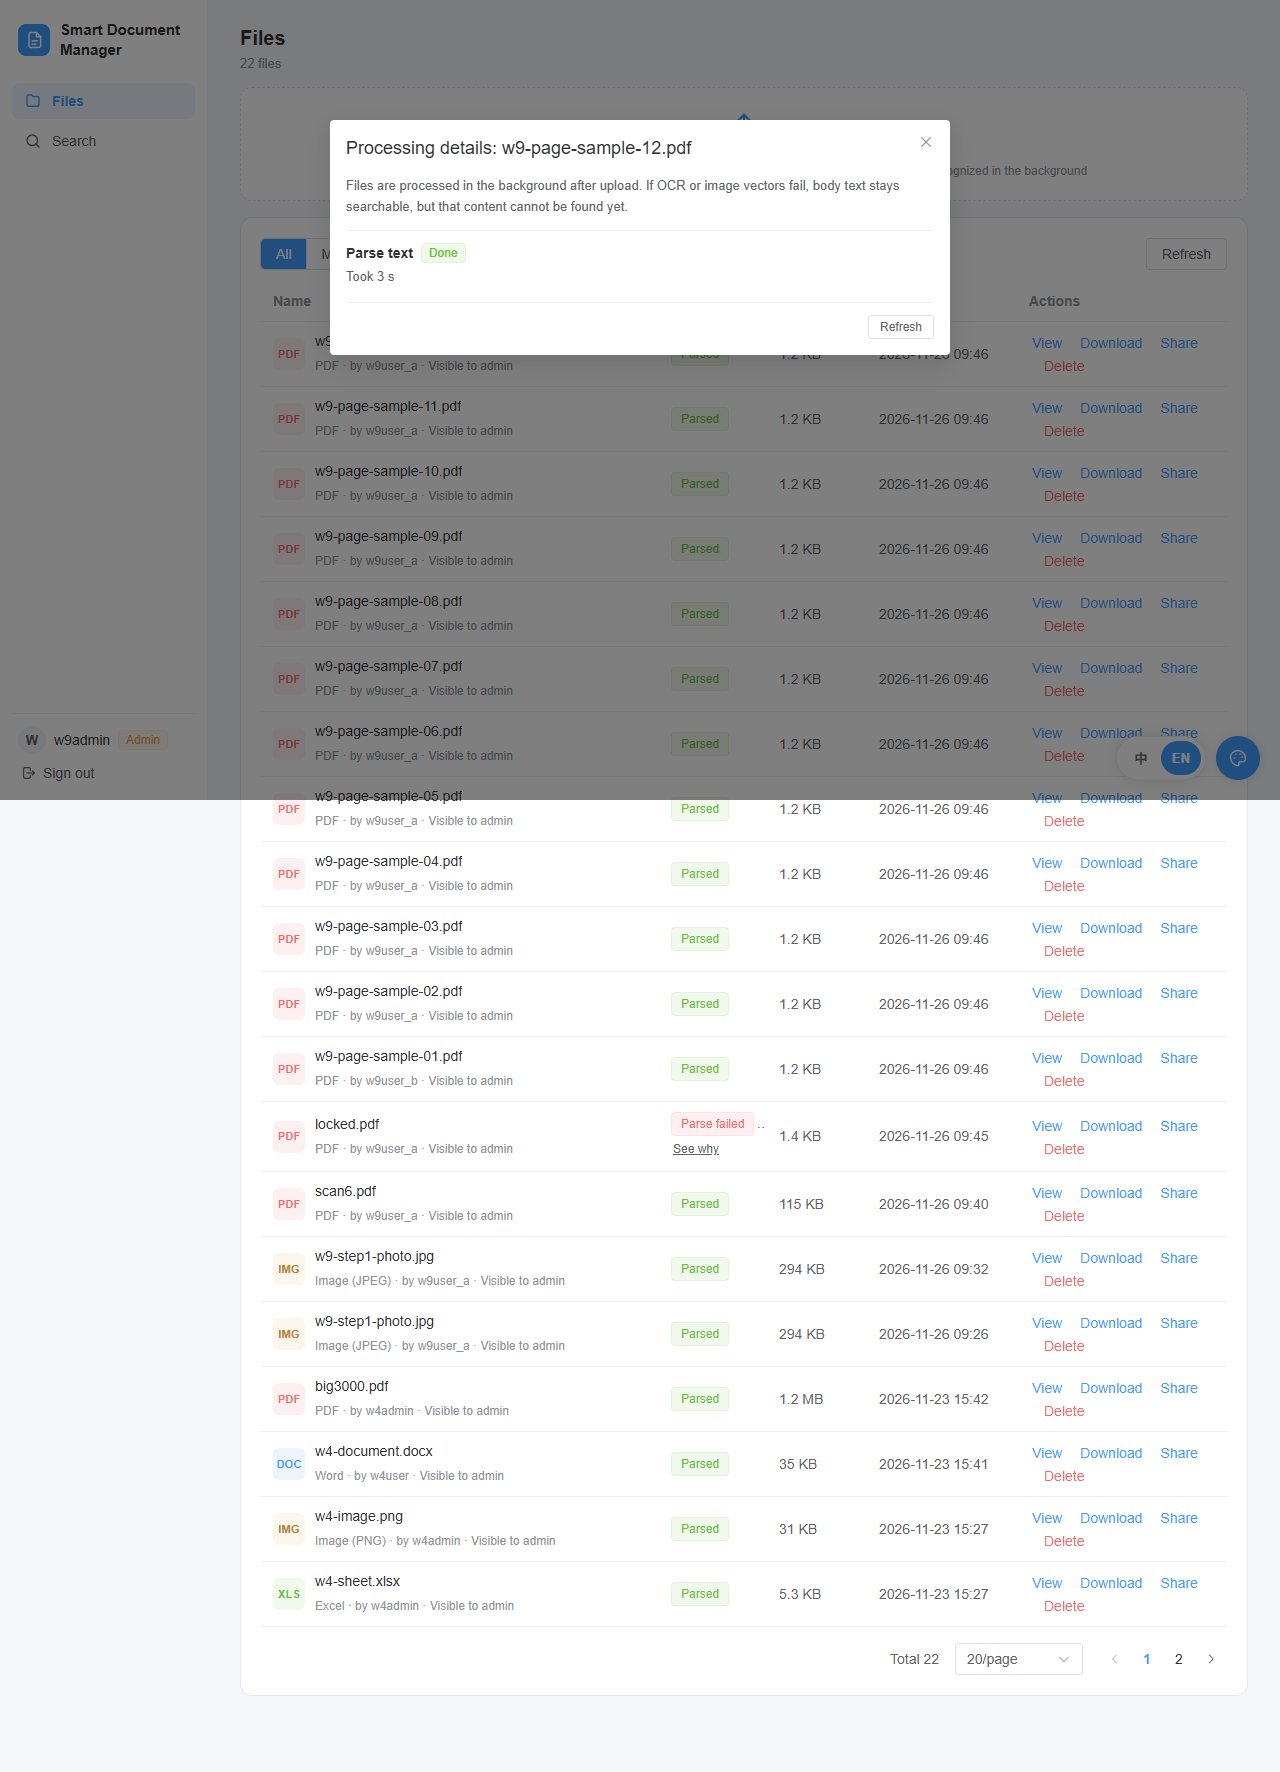 Smart Document
Manager
Files
Search
Files
22 files
ognized in the background
Processing details: w9-page-sample-12.pdf
Files are processed in the background after upload. If OCR or image vectors fail, body text stays
searchable, but that content cannot be found yet.
Parse text Done
Took 3 s
Refresh
All M Refresh
Name Actions
PDF w9 Parsed 1.2 KB 2026-11-26 09:46 View Download Share
PDF · by w9user_a · Visible to admin Delete
PDF w9-page-sample-11.pdf Parsed 1.2 KB 2026-11-26 09:46 View Download Share
PDF · by w9user_a · Visible to admin Delete
PDF w9-page-sample-10.pdf Parsed 1.2 KB 2026-11-26 09:46 View Download Share
PDF · by w9user_a · Visible to admin Delete
PDF w9-page-sample-09.pdf Parsed 1.2 KB 2026-11-26 09:46 View Download Share
PDF · by w9user_a · Visible to admin Delete
PDF w9-page-sample-08.pdf Parsed 1.2 KB 2026-11-26 09:46 View Download Share
PDF · by w9user_a · Visible to admin Delete
PDF w9-page-sample-07.pdf Parsed 1.2 KB 2026-11-26 09:46 View Download Share
PDF · by w9user_a · Visible to admin Delete
PDF w9-page-sample-06.pdf Parsed 1.2 KB 2026-11-26 09:46 View Download Share
PDF · by w9user_a · Visible to admin Delete
W w9admin Admin
Sign out
中 EN
PDF w9-page-sample-05.pdf Parsed 1.2 KB 2026-11-26 09:46 View Download Share
PDF · by w9user_a · Visible to admin Delete
PDF w9-page-sample-04.pdf Parsed 1.2 KB 2026-11-26 09:46 View Download Share
PDF · by w9user_a · Visible to admin Delete
PDF w9-page-sample-03.pdf Parsed 1.2 KB 2026-11-26 09:46 View Download Share
PDF · by w9user_a · Visible to admin Delete
PDF w9-page-sample-02.pdf Parsed 1.2 KB 2026-11-26 09:46 View Download Share
PDF · by w9user_a · Visible to admin Delete
PDF w9-page-sample-01.pdf Parsed 1.2 KB 2026-11-26 09:46 View Download Share
PDF · by w9user_b · Visible to admin Delete
PDF locked.pdf Parse failed .. 1.4 KB 2026-11-26 09:45 View Download Share
PDF · by w9user_a · Visible to admin See why Delete
PDF scan6.pdf Parsed 115 KB 2026-11-26 09:40 View Download Share
PDF · by w9user_a · Visible to admin Delete
IMG w9-step1-photo.jpg Parsed 294 KB 2026-11-26 09:32 View Download Share
Image (JPEG) · by w9user_a · Visible to admin Delete
IMG w9-step1-photo.jpg Parsed 294 KB 2026-11-26 09:26 View Download Share
Image (JPEG) · by w9user_a · Visible to admin Delete
PDF big3000.pdf Parsed 1.2 MB 2026-11-23 15:42 View Download Share
PDF · by w4admin · Visible to admin Delete
DOC w4-document.docx Parsed 35 KB 2026-11-23 15:41 View Download Share
Word · by w4user · Visible to admin Delete
IMG w4-image.png Parsed 31 KB 2026-11-23 15:27 View Download Share
Image (PNG) · by w4admin · Visible to admin Delete
XLS w4-sheet.xlsx Parsed 5.3 KB 2026-11-23 15:27 View Download Share
Excel · by w4admin · Visible to admin Delete
Total 22 20/page 1 2